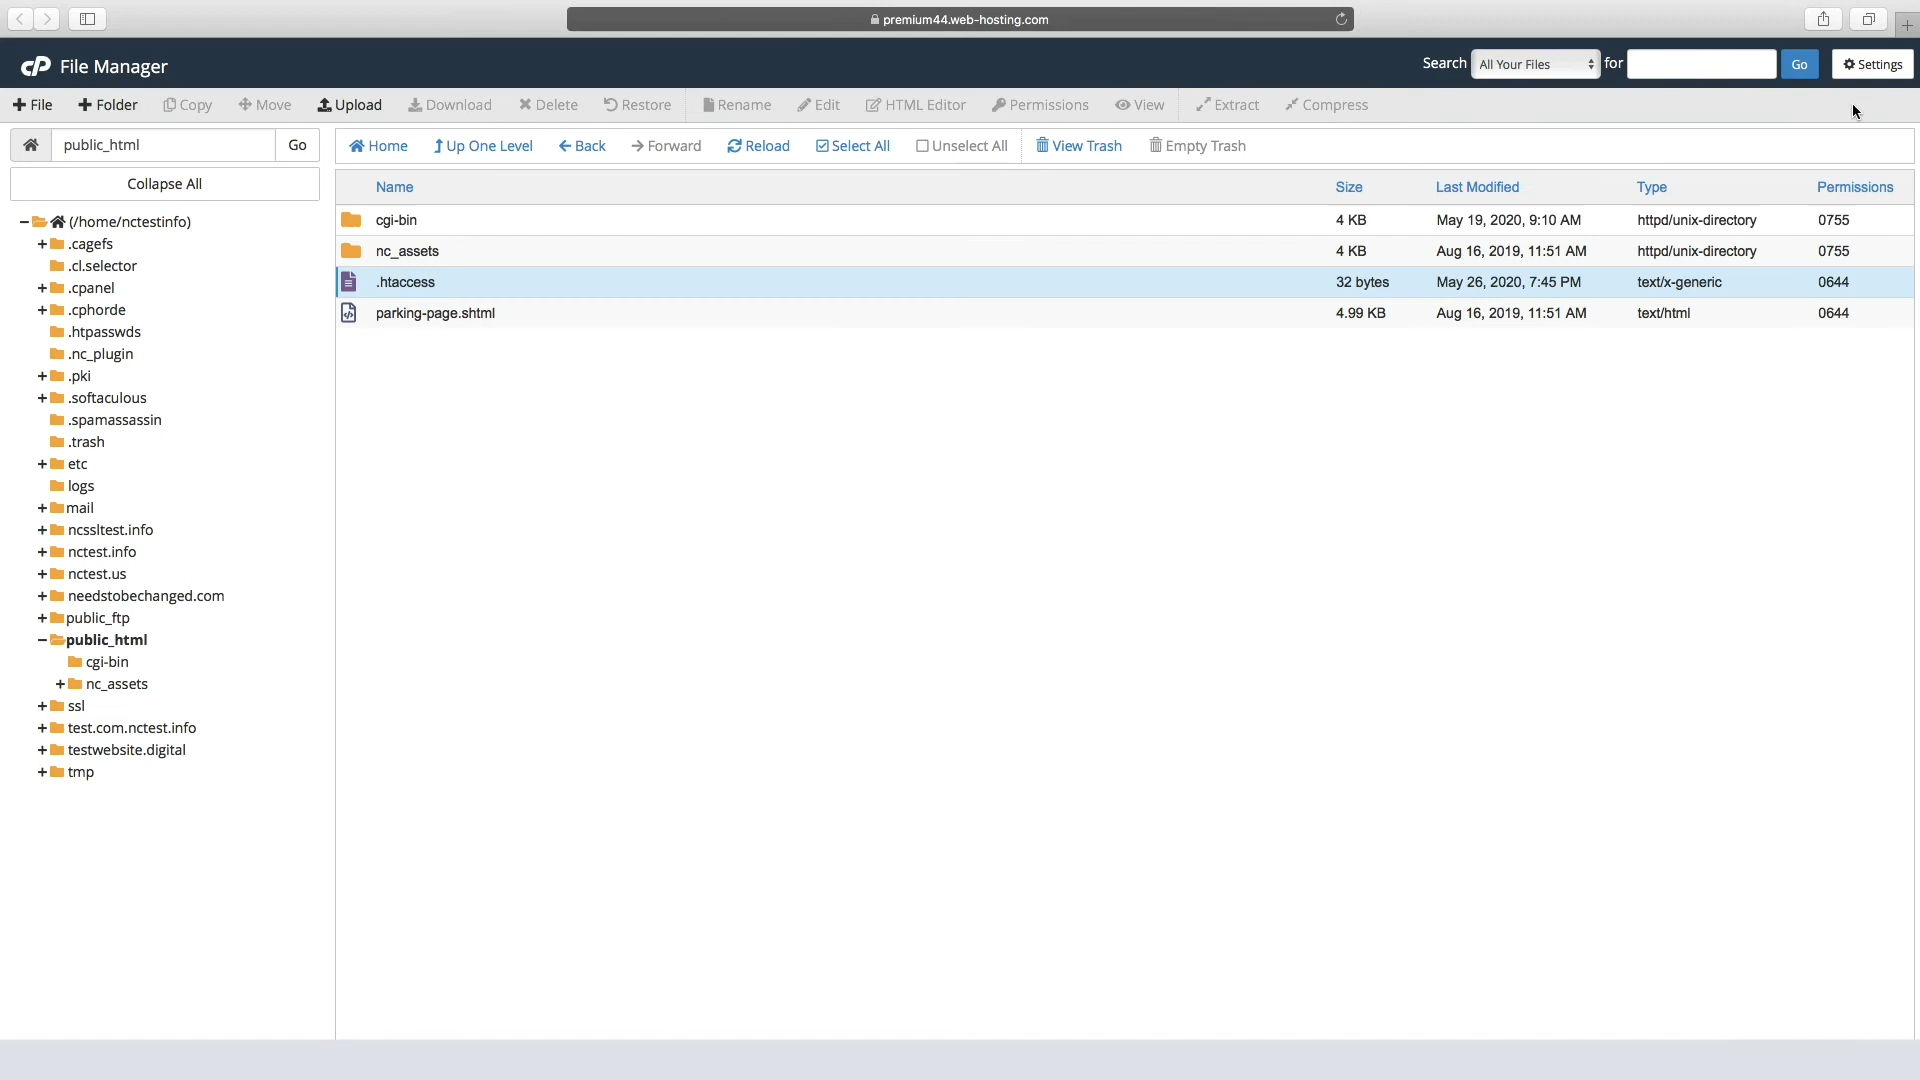 premium44.web-hosting.com
cP File Manager
Search All Your Files for Go Settings
File Folder Copy Move Upload Download Delete Restore Rename Edit HTML Editor Permissions View Extract Compress
public_html Go
Home Up One Level Back Forward Reload Select All Unselect All View Trash Empty Trash
Collapse All
(/home/nctestinfo)
.cagefs
.cl.selector
.cpanel
.cphorde
.htpasswds
.nc_plugin
.pki
.softaculous
.spamassassin
.trash
etc
logs
mail
ncssltest.info
nctest.info
nctest.us
needstobechanged.com
public_ftp
public_html
cgi-bin
nc_assets
ssl
test.com.nctest.info
testwebsite.digital
tmp
Name Size Last Modified Type Permissions
cgi-bin 4 KB May 19, 2020, 9:10 AM httpd/unix-directory 0755
nc_assets 4 KB Aug 16, 2019, 11:51 AM httpd/unix-directory 0755
.htaccess 32 bytes May 26, 2020, 7:45 PM text/x-generic 0644
parking-page.shtml 4.99 KB Aug 16, 2019, 11:51 AM text/html 0644